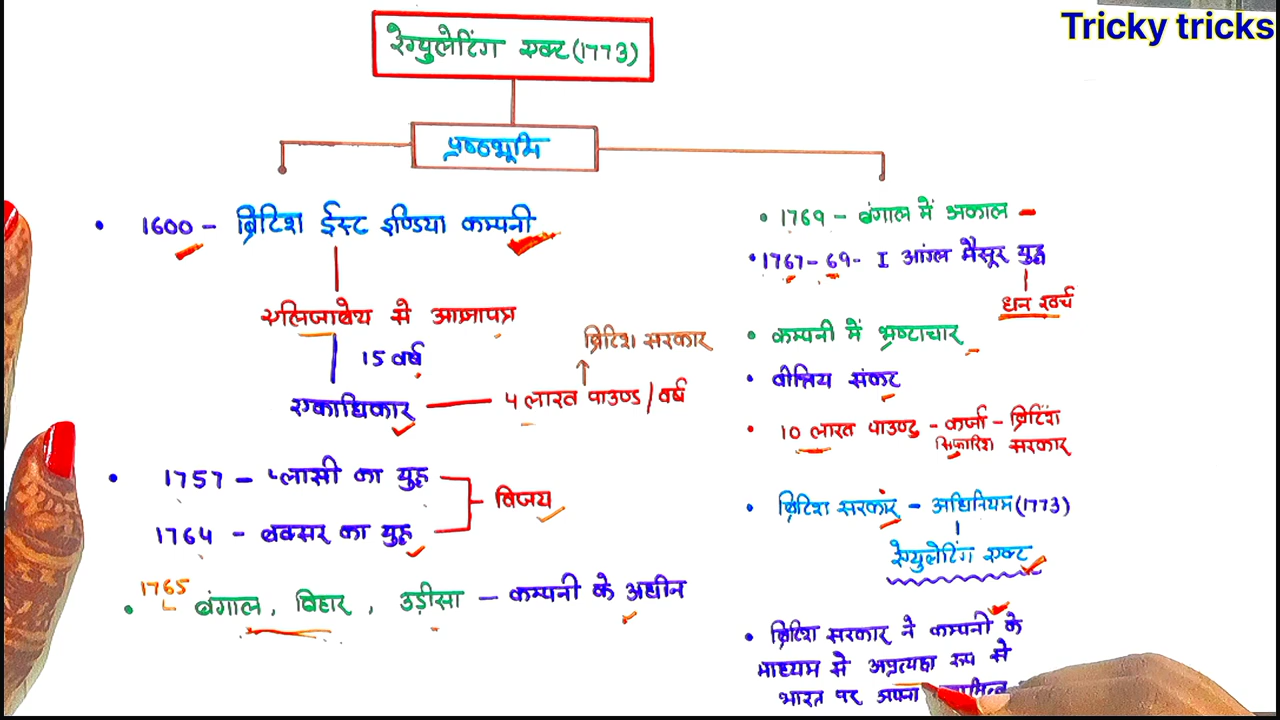 Tricky tricks
रेग्युलेटिंग एक्ट (1773)
प्रष्ठभूमि
• 1600 - ब्रिटिश ईस्ट इण्डिया कम्पनी
एलिजाबेथ से आज्ञापत्र
15 वर्ष
ब्रिटिश सरकार
एकाधिकार - 4 लाख पाउण्ड / वर्ष
• 1757 - प्लासी का युद्ध
विजय
1764 - बक्सर का युद्ध
1765
• बंगाल, बिहार, उड़ीसा - कम्पनी के अधीन
• 1769 - बंगाल में अकाल
• 1767-69- I आंग्ल मैसूर युद्ध
धन खर्च
• कम्पनी में भ्रष्टाचार
• वीत्तिय संकट
• 10 लाख पाउण्ड - कर्जा - ब्रिटिश
सिफारिश सरकार
• ब्रिटिश सरकार - अधिनियम (1773)
रेग्युलेटिंग एक्ट
• ब्रिटिश सरकार ने कम्पनी के
माध्यम से अप्रत्यक्ष रूप से
भारत पर अपना